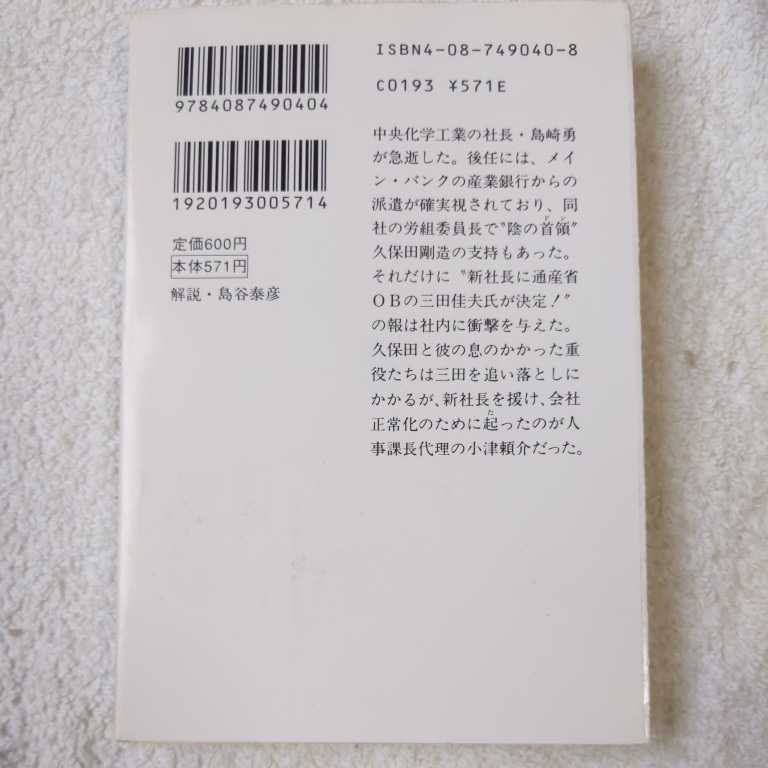 ISBN4-08-749040-8
C0193 ¥571E
9784087490404
1920193005714
定価600円
本体571円
解説・島谷泰彦
中央化学工業の社長・島崎勇
が急逝した。後任には、メイ
ン・バンクの産業銀行からの
派遣が確実視されており、同
社の労組委員長で〝陰の首領〟
久保田剛造の支持もあった。
それだけに〝新社長に通産省
OBの三田佳夫氏が決定！〟
の報は社内に衝撃を与えた。
久保田と彼の息のかかった重
役たちは三田を追い落としに
かかるが、新社長を援け、会社
正常化のために起ったのが人
事課長代理の小津頼介だった。